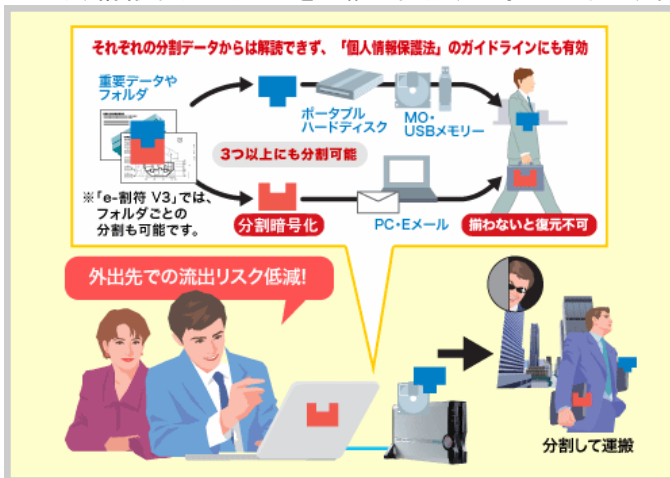 それぞれの分割データからは解読できず、「個人情報保護法」のガイドラインにも有効
重要データや
フォルダ
ポータブル
ハードディスク
MO・
USBメモリー
3つ以上にも分割可能
※「e-割符 V3」では、
フォルダごとの
分割も可能です。
分割暗号化
PC・Eメール
揃わないと復元不可
外出先での流出リスク低減!
分割して運搬